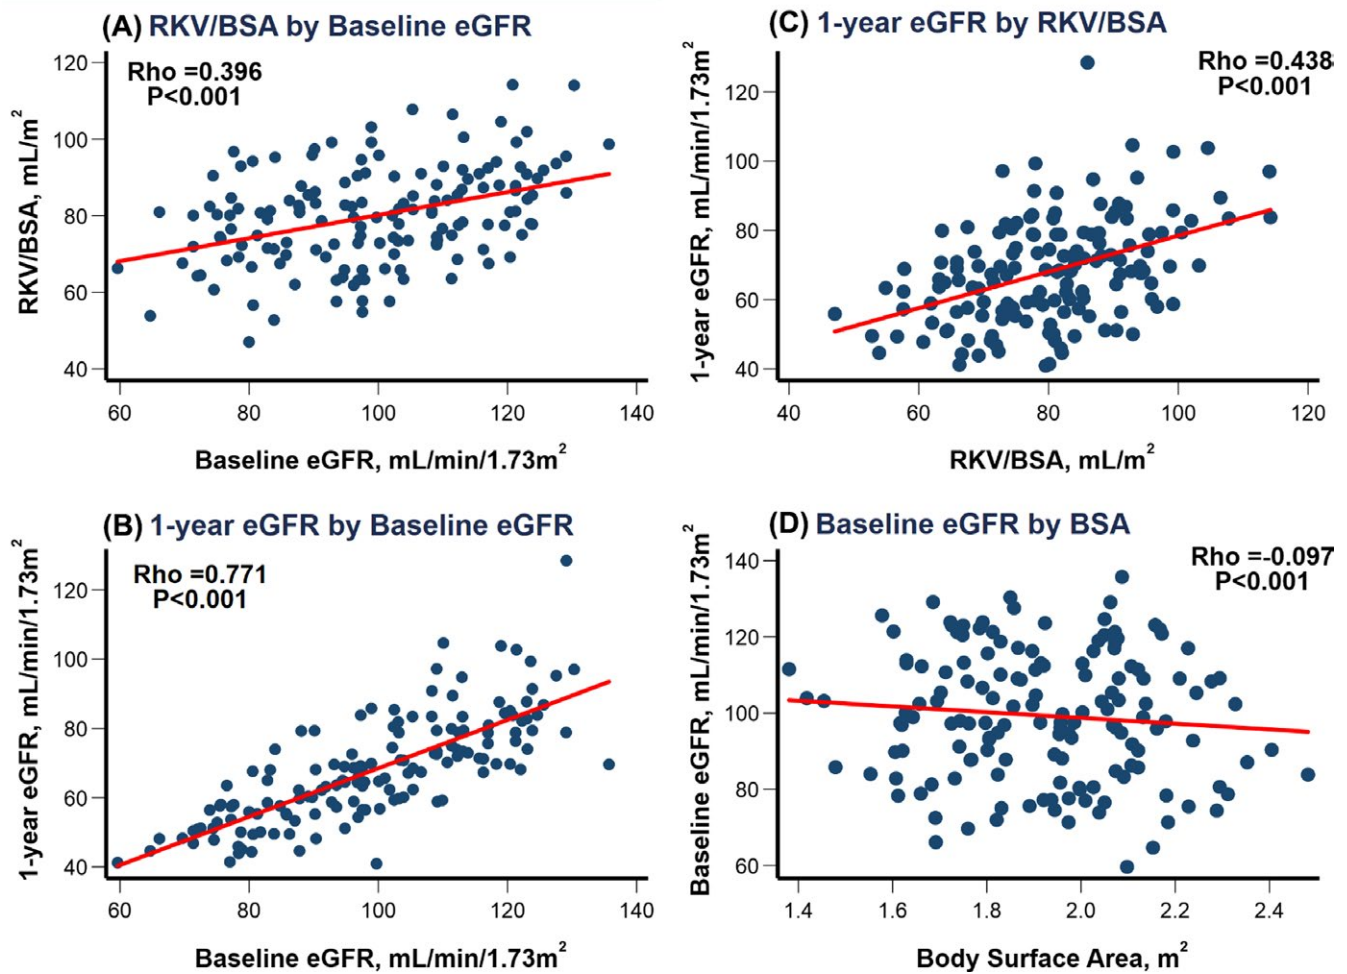 (A) RKV/BSA by Baseline eGFR
Rho =0.396
P<0.001
RKV/BSA, mL/m²
120
100
80
60
40
60 80 100 120 140
Baseline eGFR, mL/min/1.73m²
(C) 1-year eGFR by RKV/BSA
Rho =0.438
P<0.001
1-year eGFR, mL/min/1.73m²
120
100
80
60
40
40 60 80 100 120
RKV/BSA, mL/m²
(B) 1-year eGFR by Baseline eGFR
Rho =0.771
P<0.001
1-year eGFR, mL/min/1.73m²
120
100
80
60
40
60 80 100 120 140
Baseline eGFR, mL/min/1.73m²
(D) Baseline eGFR by BSA
Rho =-0.097
P<0.001
Baseline eGFR, mL/min/1.73m²
140
120
100
80
60
1.4 1.6 1.8 2.0 2.2 2.4
Body Surface Area, m²